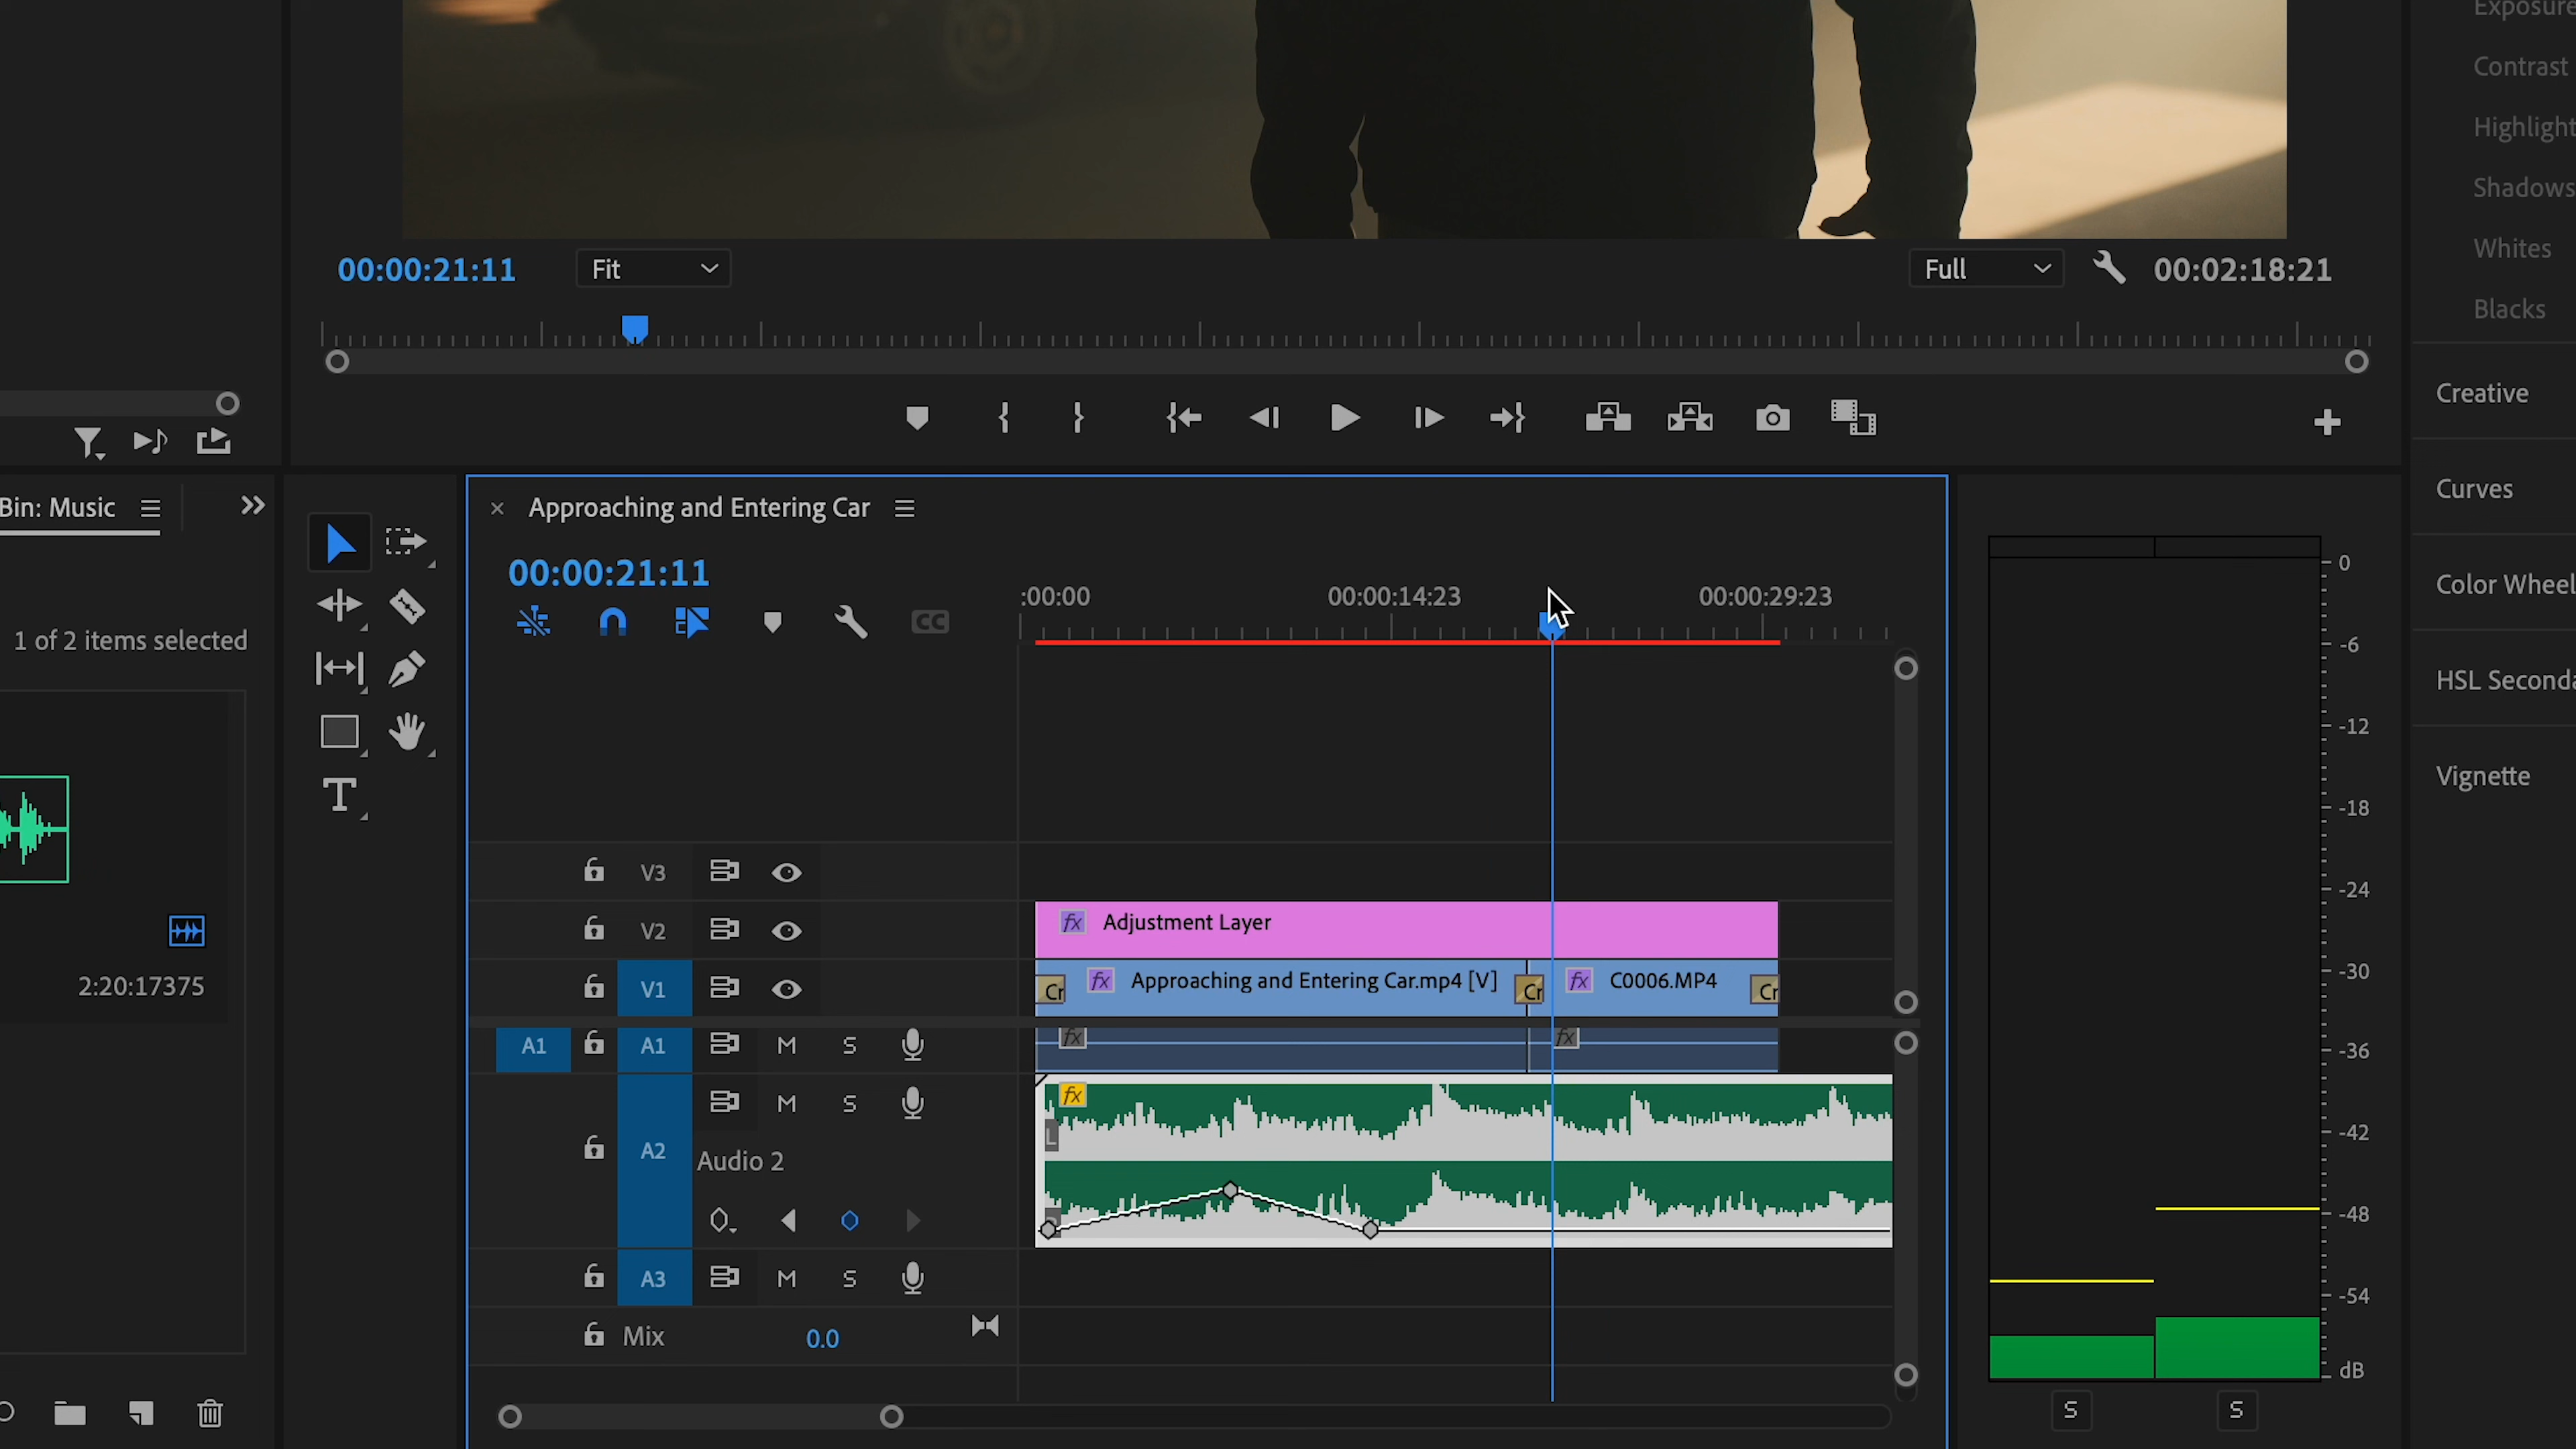 Exposure
Contrast
Highlight
Shadows
Whites
Blacks
00:00:21:11
Fit
Full
00:02:18:21
Creative
Curves
Color Wheel
HSL Seconda
Vignette
Bin: Music
1 of 2 items selected
2:20:17375
T
Approaching and Entering Car
00:00:21:11
CC
:00:00
00:00:14:23
00:00:29:23
V3
V2
fx Adjustment Layer
V1
Cr fx Approaching and Entering Car.mp4 [V] Cr fx C0006.MP4 Cr
A1 A1 M S
fx fx
A2 M S
fx
L
Audio 2
A3 M S
Mix 0.0
0
-6
-12
-18
-24
-30
-36
-42
-48
-54
dB
S S